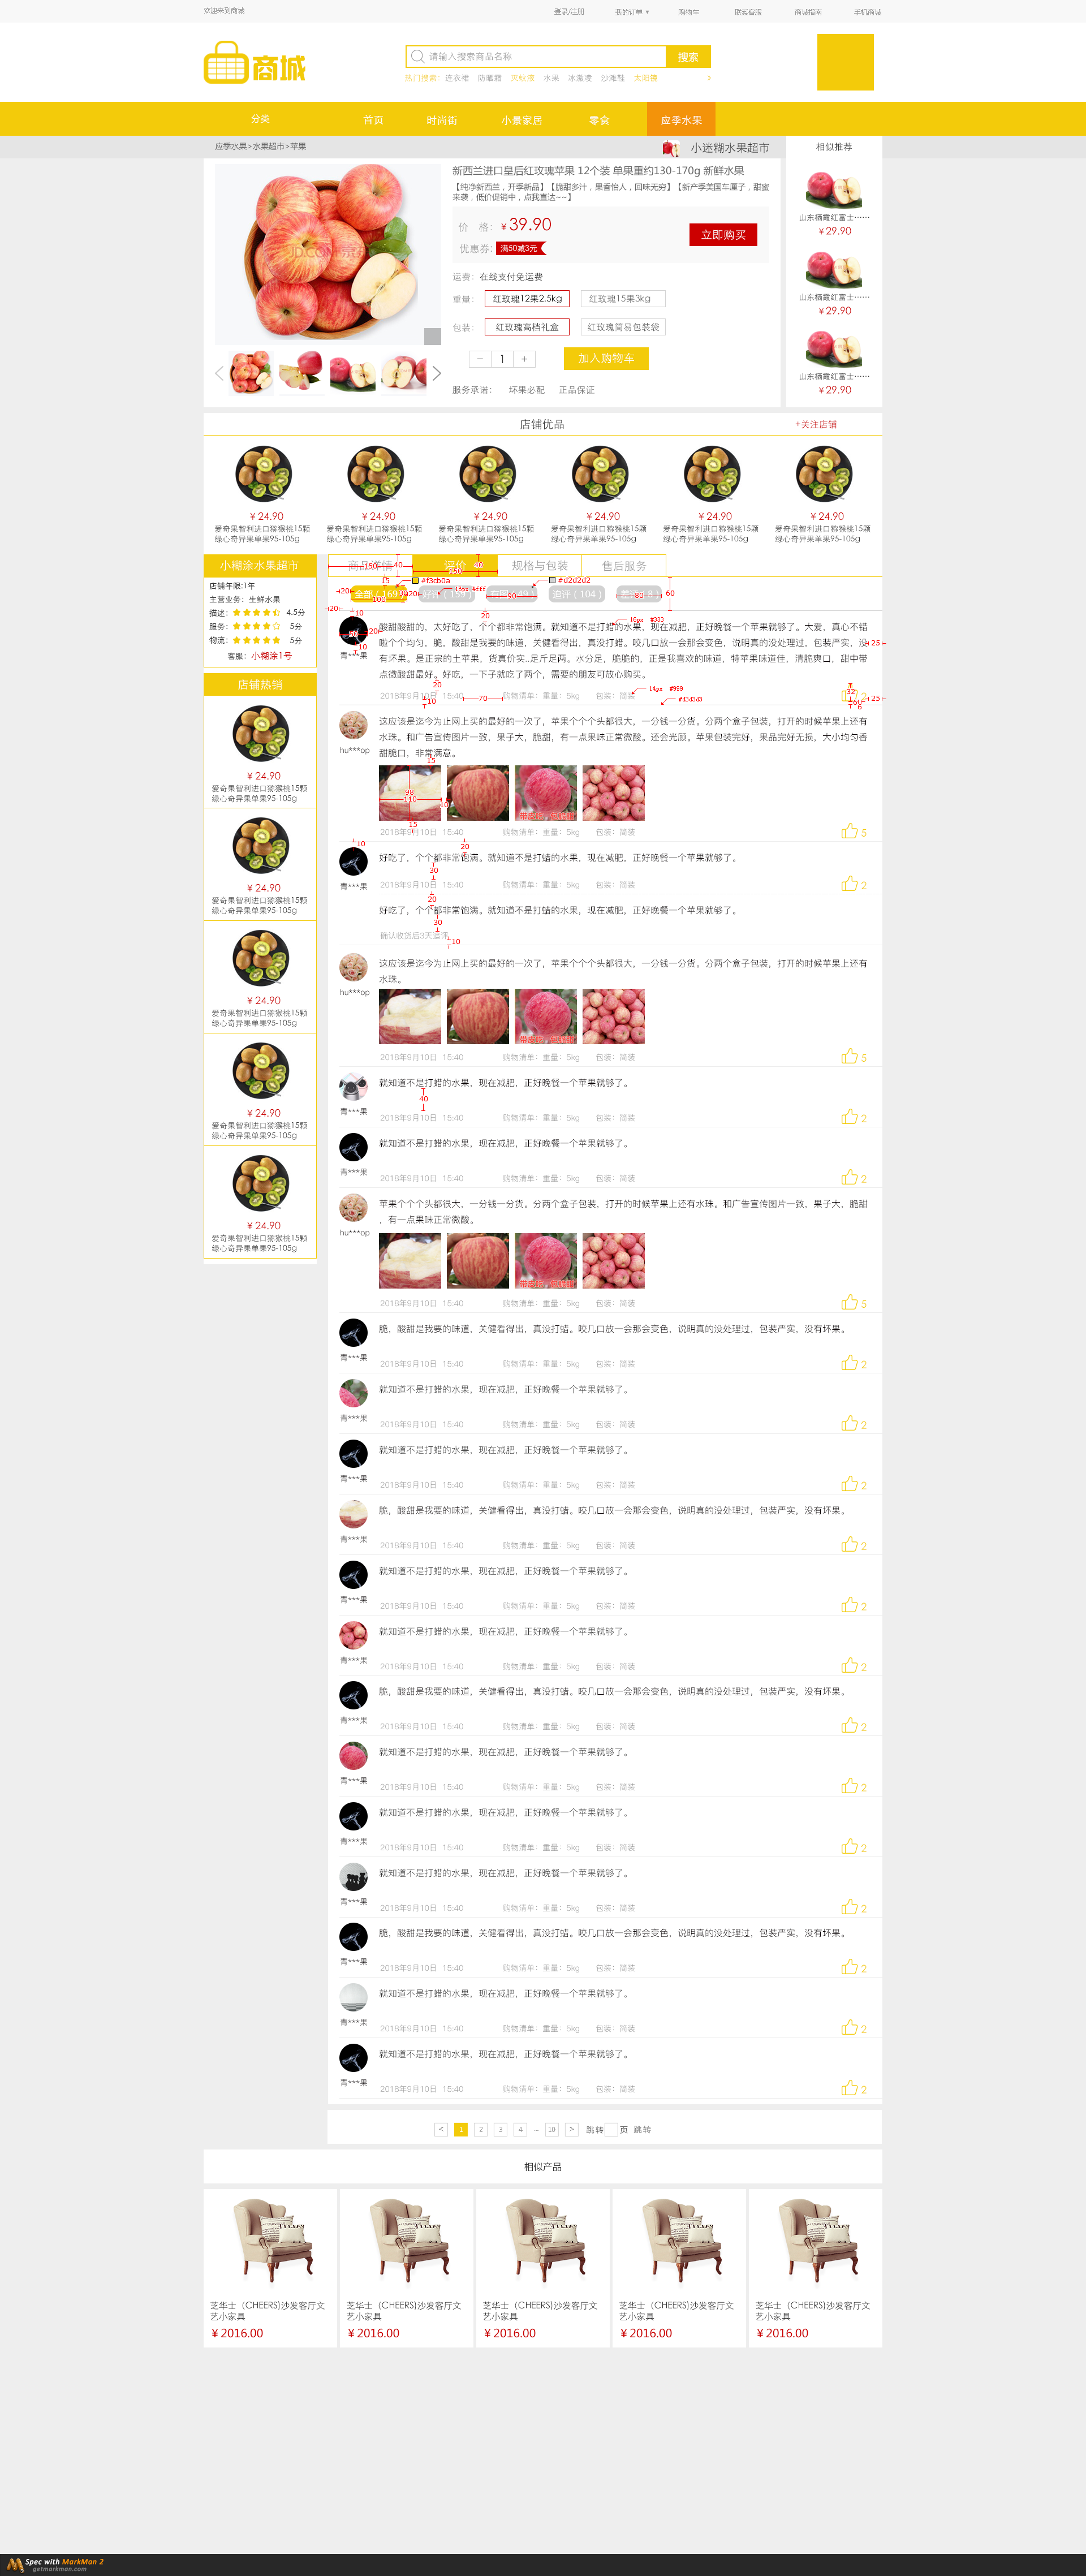 欢迎来到商城
登录/注册
我的订单
购物车
联系客服
商城指南
手机商城
商城
请输入搜索商品名称
搜索
热门搜索:
连衣裙
防晒霜
灭蚊液
水果
冰激凌
沙滩鞋
太阳镜
分类
首页
时尚街
小景家居
零食
应季水果
应季水果>水果超市>苹果
小迷糊水果超市
相似推荐
新西兰进口皇后红玫瑰苹果 12个装 单果重约130-170g 新鲜水果
【纯净新西兰，开季新品】【脆甜多汁，果香怡人，回味无穷】【新产季美国车厘子，甜蜜
来袭，低价促销中，点我直达~~】
价 格: ￥39.90
立即购买
优惠券: 满50减3元
运费: 在线支付免运费
重量:
红玫瑰12果2.5kg
红玫瑰15果3kg
包装:
红玫瑰高档礼盒
红玫瑰简易包装袋
- 1 +
加入购物车
服务承诺: 坏果必配 正品保证
山东栖霞红富士……
￥29.90
山东栖霞红富士……
￥29.90
山东栖霞红富士……
￥29.90
店铺优品
+关注店铺
￥24.90
爱奇果智利进口猕猴桃15颗
绿心奇异果单果95-105g
￥24.90
爱奇果智利进口猕猴桃15颗
绿心奇异果单果95-105g
￥24.90
爱奇果智利进口猕猴桃15颗
绿心奇异果单果95-105g
￥24.90
爱奇果智利进口猕猴桃15颗
绿心奇异果单果95-105g
￥24.90
爱奇果智利进口猕猴桃15颗
绿心奇异果单果95-105g
￥24.90
爱奇果智利进口猕猴桃15颗
绿心奇异果单果95-105g
小糊涂水果超市
店铺年限:1年
主营业务: 生鲜水果
描述: 4.5分
服务: 5分
物流: 5分
客服: 小糊涂1号
店铺热销
￥24.90
爱奇果智利进口猕猴桃15颗
绿心奇异果单果95-105g
￥24.90
爱奇果智利进口猕猴桃15颗
绿心奇异果单果95-105g
￥24.90
爱奇果智利进口猕猴桃15颗
绿心奇异果单果95-105g
￥24.90
爱奇果智利进口猕猴桃15颗
绿心奇异果单果95-105g
￥24.90
爱奇果智利进口猕猴桃15颗
绿心奇异果单果95-105g
评价
规格与包装
售后服务
150
40
150
40
#f3cb0a
#d2d2d2
追评 ( 104 )
16px #fff
16px #333
青***果
酸甜酸甜的，太好吃了，个个都非常饱满。就知道不是打蜡的水果，现在减肥，正好晚餐一个苹果就够了。大爱，真心不错
啦个个均匀，脆，酸甜是我要的味道，关健看得出，真没打蜡。咬几口放一会那会变色，说明真的没处理过，包装严实，没
有坏果。是正宗的土苹果，货真价实..足斤足两。水分足，脆脆的，正是我喜欢的味道，特苹果味道佳，清脆爽口，甜中带
点微酸甜最好。好吃，一下子就吃了两个，需要的朋友可放心购买。
2018年9月10日 15:40 购物清单: 重量: 5kg 包装: 简装
14px #999
#d3d3d3
hu***op
这应该是迄今为止网上买的最好的一次了，苹果个个个头都很大，一分钱一分货。分两个盒子包装，打开的时候苹果上还有
水珠。和广告宣传图片一致，果子大，脆甜，有一点果味正常微酸。还会光顾。苹果包装完好，果品完好无损，大小均匀香
甜脆口，非常满意。
2018年9月10日 15:40 购物清单: 重量: 5kg 包装: 简装 5
青***果
好吃了，个个都非常饱满。就知道不是打蜡的水果，现在减肥，正好晚餐一个苹果就够了。
2018年9月10日 15:40 购物清单: 重量: 5kg 包装: 简装 2
好吃了，个个都非常饱满。就知道不是打蜡的水果，现在减肥，正好晚餐一个苹果就够了。
确认收货后3天追评
hu***op
这应该是迄今为止网上买的最好的一次了，苹果个个个头都很大，一分钱一分货。分两个盒子包装，打开的时候苹果上还有
水珠。
2018年9月10日 15:40 购物清单: 重量: 5kg 包装: 简装 5
青***果
就知道不是打蜡的水果，现在减肥，正好晚餐一个苹果就够了。
2018年9月10日 15:40 购物清单: 重量: 5kg 包装: 简装 2
青***果
就知道不是打蜡的水果，现在减肥，正好晚餐一个苹果就够了。
2018年9月10日 15:40 购物清单: 重量: 5kg 包装: 简装 2
hu***op
苹果个个个头都很大，一分钱一分货。分两个盒子包装，打开的时候苹果上还有水珠。和广告宣传图片一致，果子大，脆甜
，有一点果味正常微酸。
2018年9月10日 15:40 购物清单: 重量: 5kg 包装: 简装 5
青***果
脆，酸甜是我要的味道，关健看得出，真没打蜡。咬几口放一会那会变色，说明真的没处理过，包装严实，没有坏果。
2018年9月10日 15:40 购物清单: 重量: 5kg 包装: 简装 2
青***果
就知道不是打蜡的水果，现在减肥，正好晚餐一个苹果就够了。
2018年9月10日 15:40 购物清单: 重量: 5kg 包装: 简装 2
青***果
就知道不是打蜡的水果，现在减肥，正好晚餐一个苹果就够了。
2018年9月10日 15:40 购物清单: 重量: 5kg 包装: 简装 2
青***果
脆，酸甜是我要的味道，关健看得出，真没打蜡。咬几口放一会那会变色，说明真的没处理过，包装严实，没有坏果。
2018年9月10日 15:40 购物清单: 重量: 5kg 包装: 简装 2
青***果
就知道不是打蜡的水果，现在减肥，正好晚餐一个苹果就够了。
2018年9月10日 15:40 购物清单: 重量: 5kg 包装: 简装 2
青***果
就知道不是打蜡的水果，现在减肥，正好晚餐一个苹果就够了。
2018年9月10日 15:40 购物清单: 重量: 5kg 包装: 简装 2
青***果
脆，酸甜是我要的味道，关健看得出，真没打蜡。咬几口放一会那会变色，说明真的没处理过，包装严实，没有坏果。
2018年9月10日 15:40 购物清单: 重量: 5kg 包装: 简装 2
青***果
就知道不是打蜡的水果，现在减肥，正好晚餐一个苹果就够了。
2018年9月10日 15:40 购物清单: 重量: 5kg 包装: 简装 2
青***果
就知道不是打蜡的水果，现在减肥，正好晚餐一个苹果就够了。
2018年9月10日 15:40 购物清单: 重量: 5kg 包装: 简装 2
青***果
就知道不是打蜡的水果，现在减肥，正好晚餐一个苹果就够了。
2018年9月10日 15:40 购物清单: 重量: 5kg 包装: 简装 2
青***果
脆，酸甜是我要的味道，关健看得出，真没打蜡。咬几口放一会那会变色，说明真的没处理过，包装严实，没有坏果。
2018年9月10日 15:40 购物清单: 重量: 5kg 包装: 简装 2
青***果
就知道不是打蜡的水果，现在减肥，正好晚餐一个苹果就够了。
2018年9月10日 15:40 购物清单: 重量: 5kg 包装: 简装 2
青***果
就知道不是打蜡的水果，现在减肥，正好晚餐一个苹果就够了。
2018年9月10日 15:40 购物清单: 重量: 5kg 包装: 简装 2
< 1 2 3 4 ... 10 > 跳转 页 跳转
相似产品
芝华士（CHEERS)沙发客厅文
艺小家具
￥2016.00
芝华士（CHEERS)沙发客厅文
艺小家具
￥2016.00
芝华士（CHEERS)沙发客厅文
艺小家具
￥2016.00
芝华士（CHEERS)沙发客厅文
艺小家具
￥2016.00
芝华士（CHEERS)沙发客厅文
艺小家具
￥2016.00
Spec with MarkMan 2
getmarkman.com